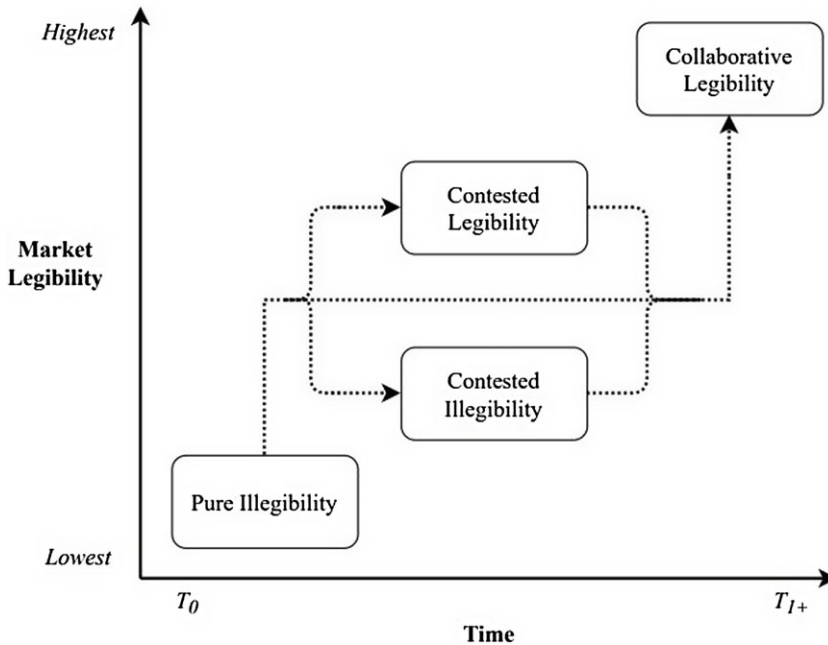 Highest
Collaborative
Legibility
Contested
Legibility
Market
Legibility
Contested
Illegibility
Pure Illegibility
Lowest
T0
T1+
Time